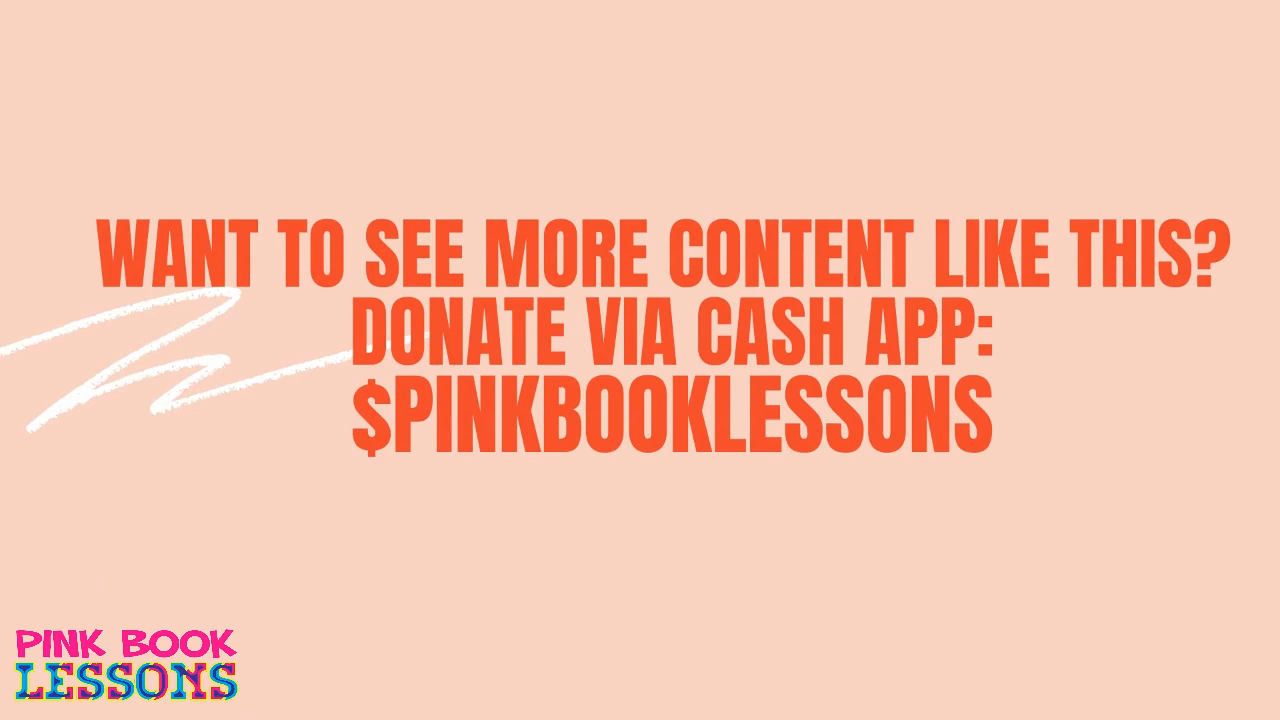 WANT TO SEE MORE CONTENT LIKE THIS?
DONATE VIA CASH APP:
$PINKBOOKLESSONS
PINK BOOK
LESSONS